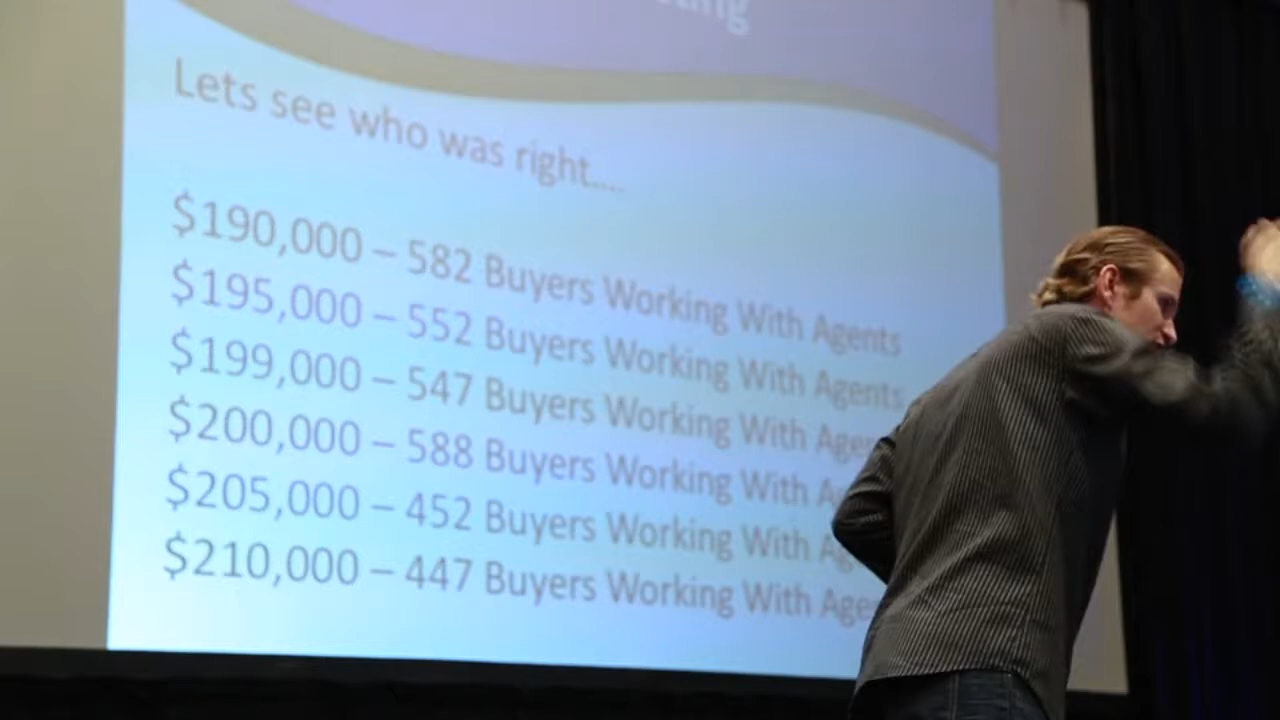 Lets see who was right....
$190,000 – 582 Buyers Working With Agents
$195,000 – 552 Buyers Working With Agents
$199,000 – 547 Buyers Working With
$200,000 – 588 Buyers Working With
$205,000 – 452 Buyers Working With
$210,000 – 447 Buyers Working With